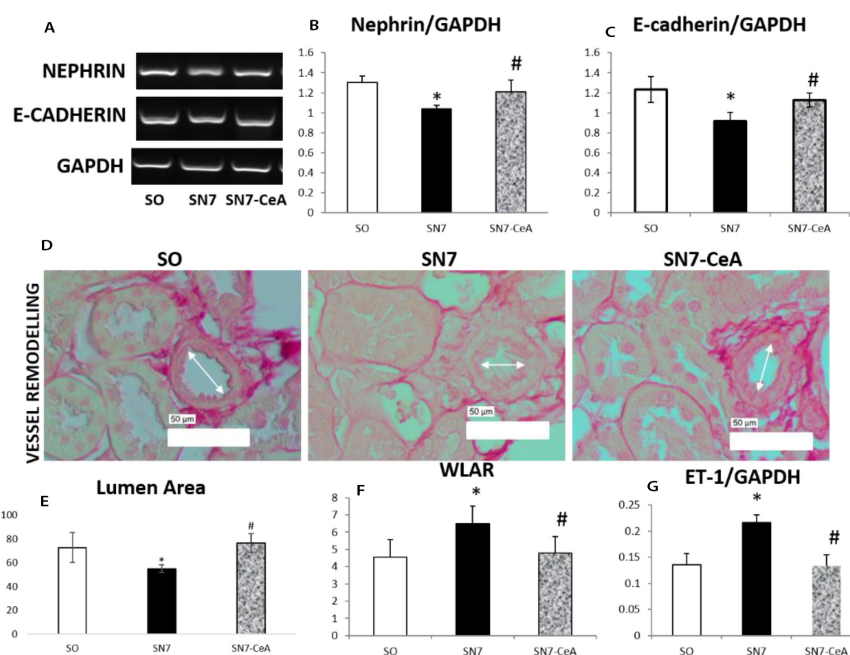 A
NEPHRIN
E-CADHERIN
GAPDH
SO SN7 SN7-CeA
B
Nephrin/GAPDH
1.6
1.4
1.2
1
0.8
0.6
0.4
0.2
0
*
#
SO SN7 SN7-CeA
C
E-cadherin/GAPDH
1.6
1.4
1.2
1
0.8
0.6
0.4
0.2
0
*
#
SO SN7 SN7-CeA
D
SO SN7 SN7-CeA
VESSEL REMODELLING
50 µm
50 µm
50 µm
E
Lumen Area
100
80
60
40
20
0
*
#
SO SN7 SN7-CeA
F
WLAR
8
7
6
5
4
3
2
1
0
*
#
SO SN7 SN7-CeA
G
ET-1/GAPDH
0.25
0.2
0.15
0.1
0.05
0
*
#
SO SN7 SN7-CeA